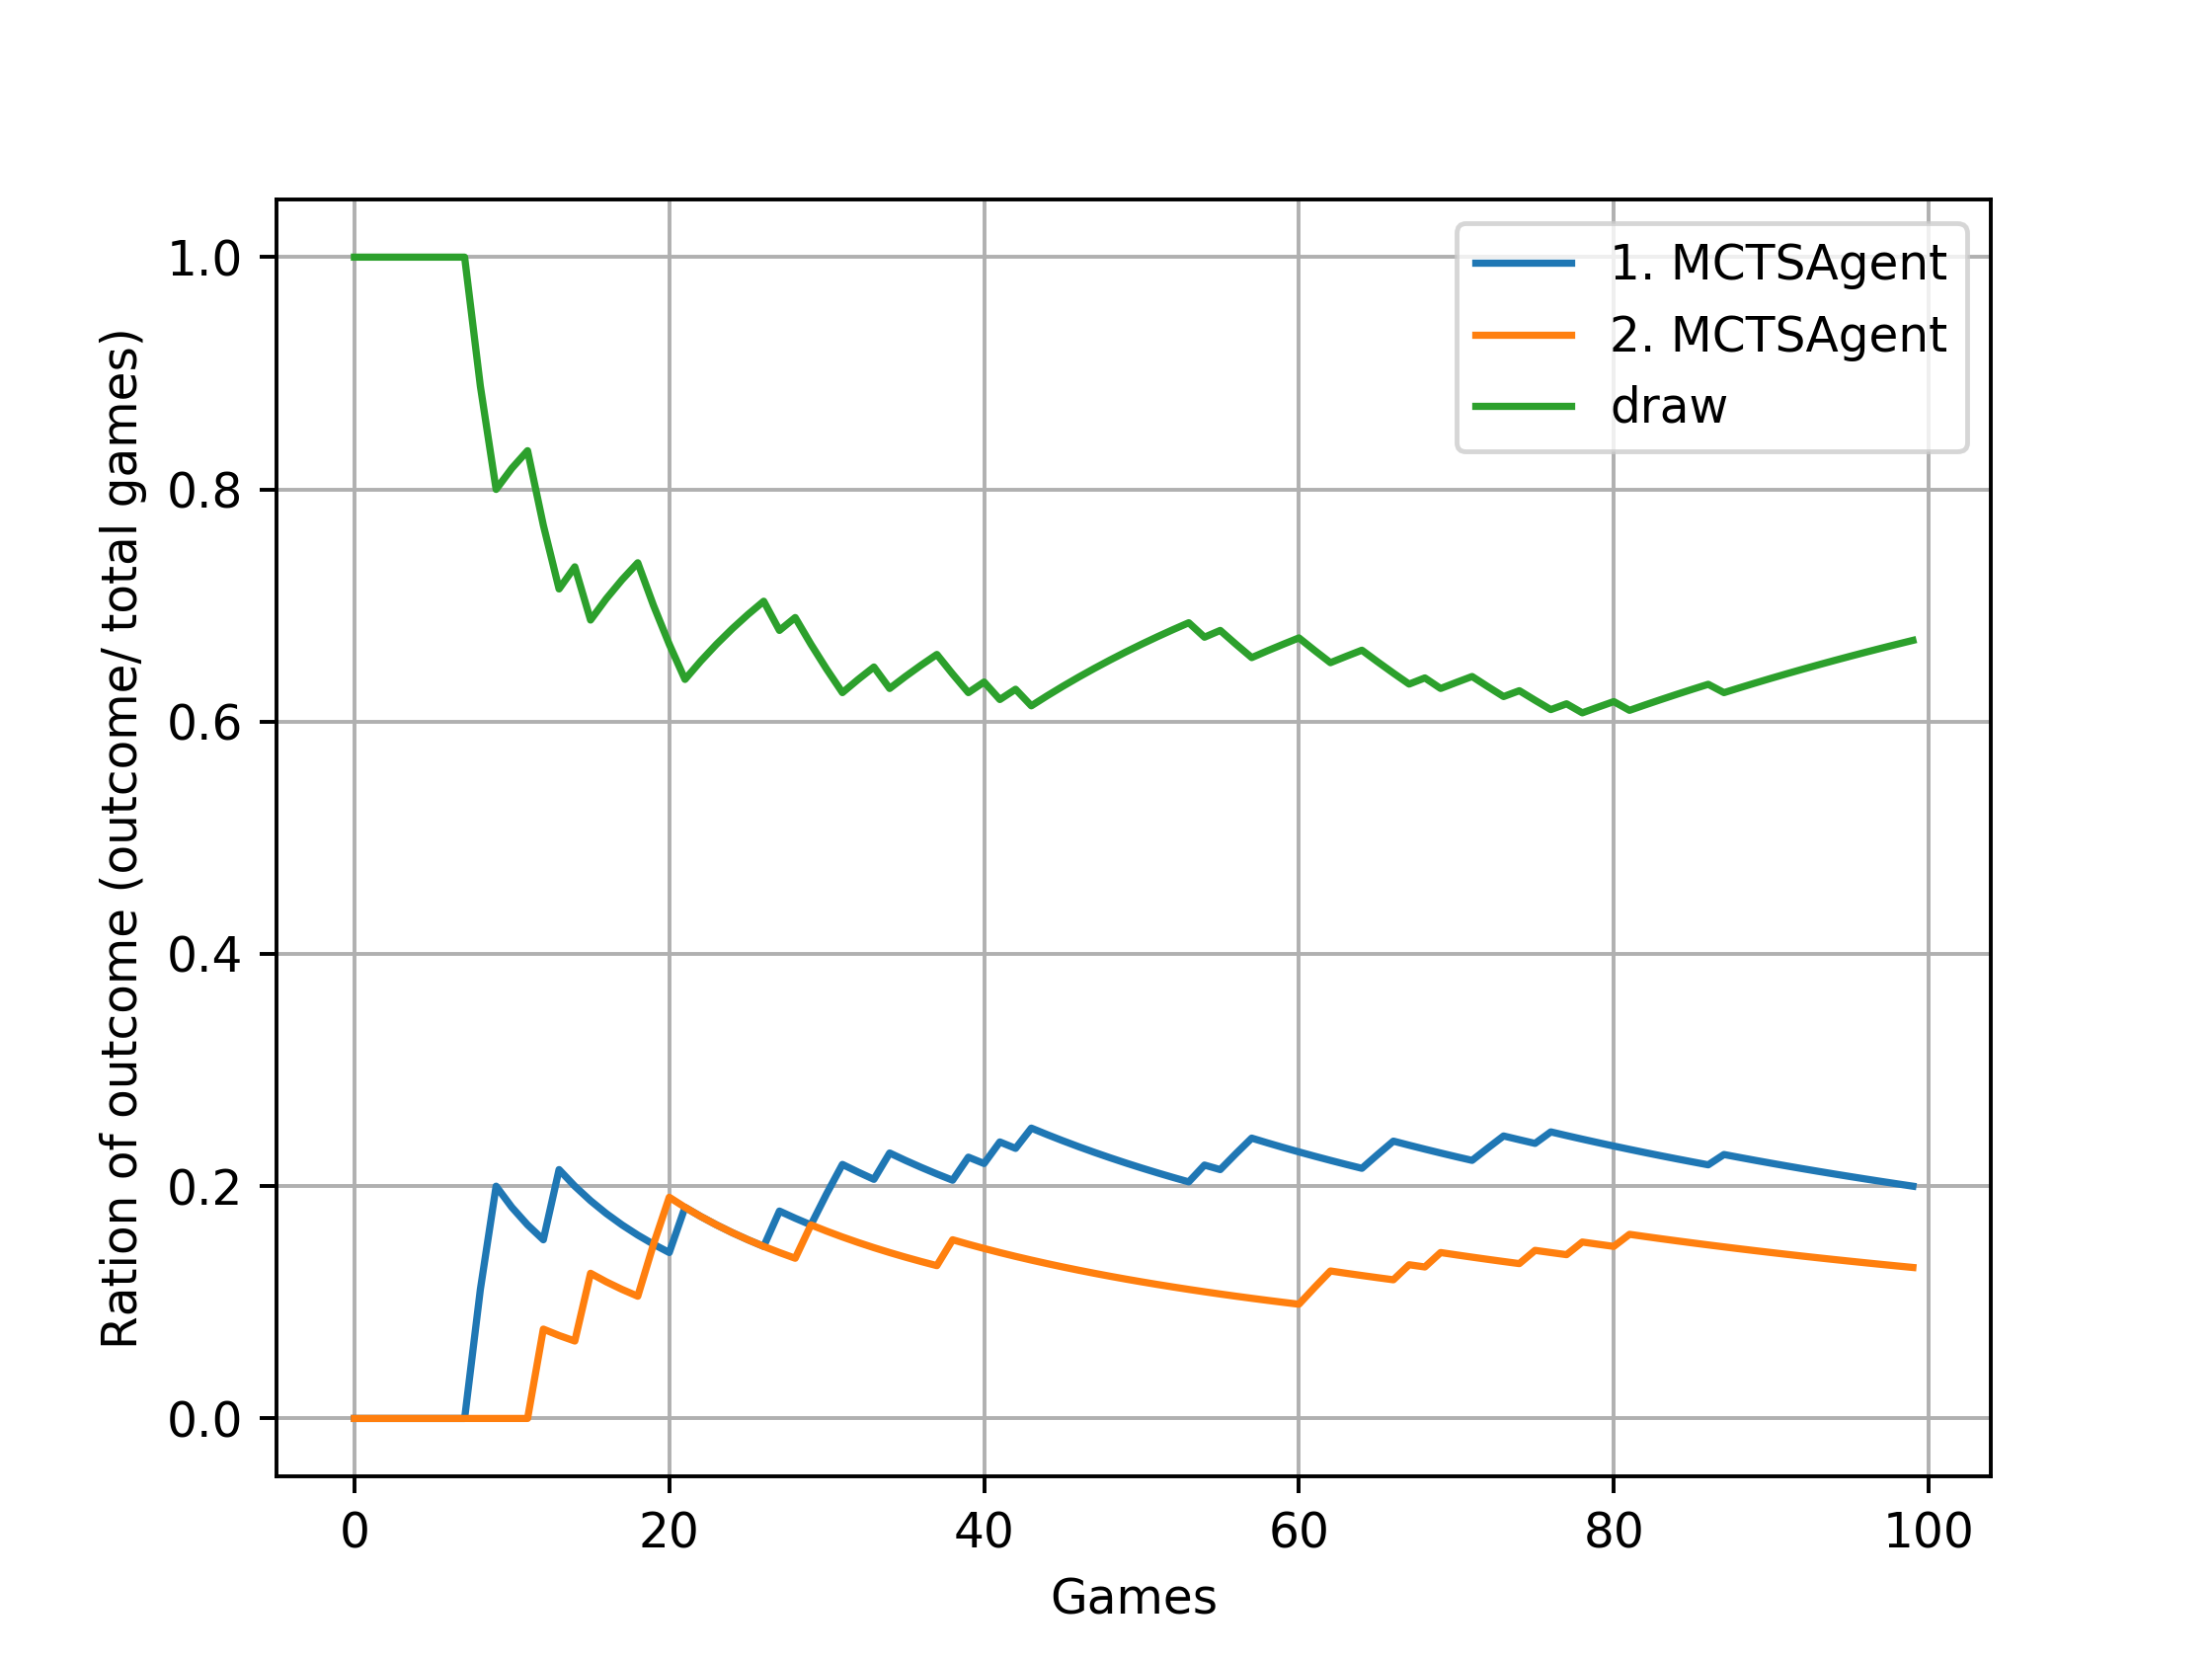 1.0
0.8
0.6
0.4
0.2
0.0
0 20 40 60 80 100
Games
Ration of outcome (outcome/ total games)
1. MCTSAgent
2. MCTSAgent
draw